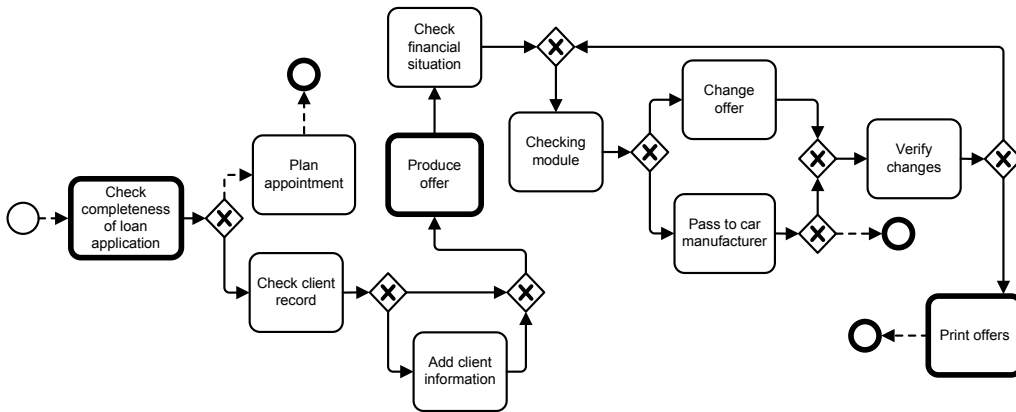 Check
completeness
of loan
application
Plan
appointment
Check client
record
Add client
information
Produce
offer
Check
financial
situation
Checking
module
Change
offer
Pass to car
manufacturer
Verify
changes
Print offers